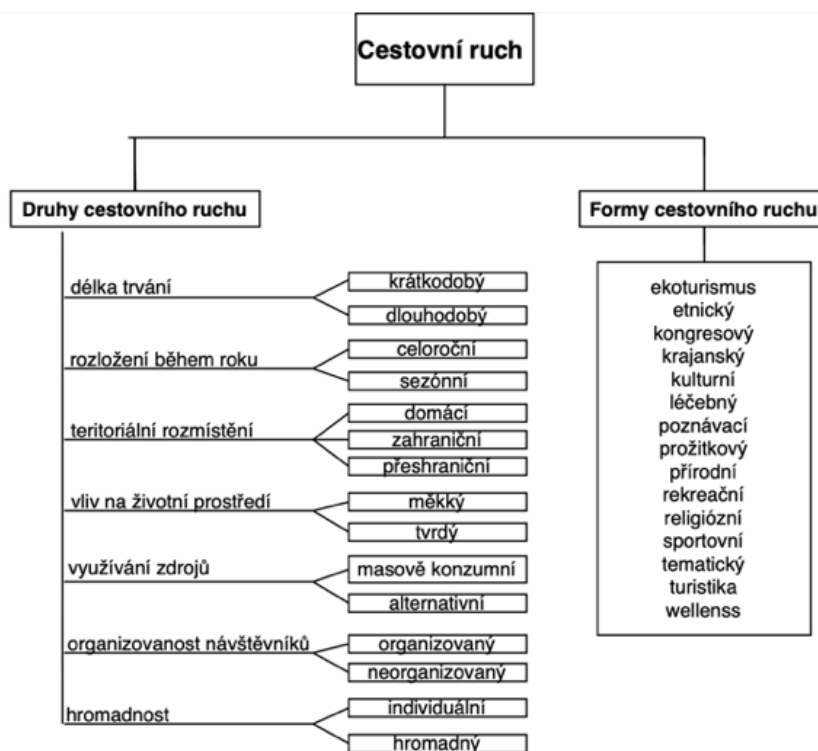 Cestovní ruch
Druhy cestovního ruchu
Formy cestovního ruchu
délka trvání
krátkodobý
dlouhodobý
rozložení během roku
celoroční
sezónní
teritoriální rozmístění
domácí
zahraniční
přeshraniční
vliv na životní prostředí
měkký
tvrdý
využívání zdrojů
masově konzumní
alternativní
organizovanost návštěvníků
organizovaný
neorganizovaný
hromadnost
individuální
hromadný
ekoturismus
etnický
kongresový
krajanský
kulturní
léčebný
poznávací
prožitkový
přírodní
rekreační
religiózní
sportovní
tematický
turistika
wellenss